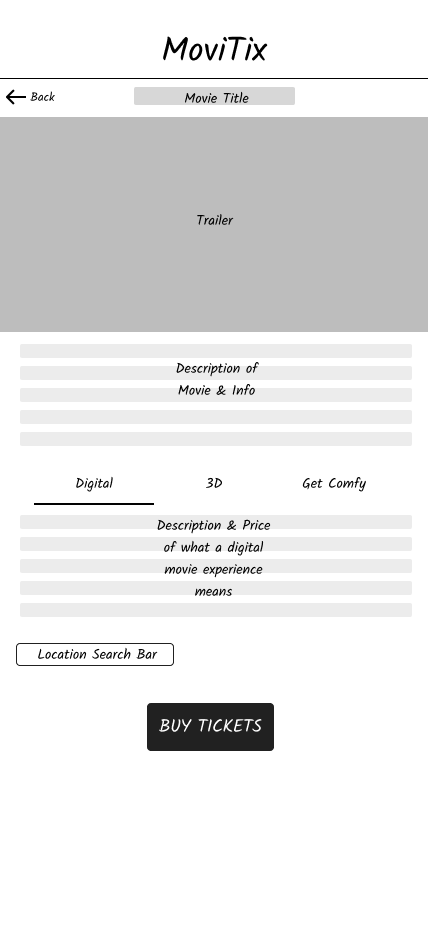 MoviTix
Back
Movie Title
Trailer
Description of
Movie & Info
Digital
3D
Get Comfy
Description & Price
of what a digital
movie experience
means
Location Search Bar
BUY TICKETS